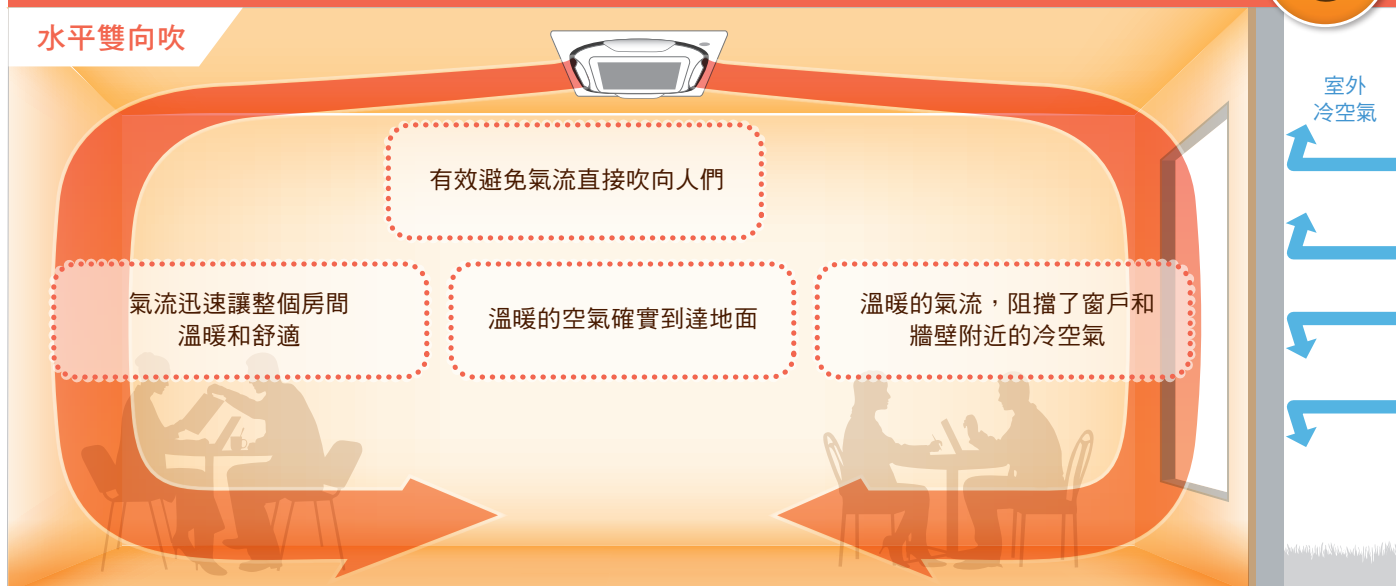 水平雙向吹
室外
冷空氣
有效避免氣流直接吹向人們
氣流迅速讓整個房間
溫暖和舒適
溫暖的空氣確實到達地面
溫暖的氣流，阻擋了窗戶和
牆壁附近的冷空氣